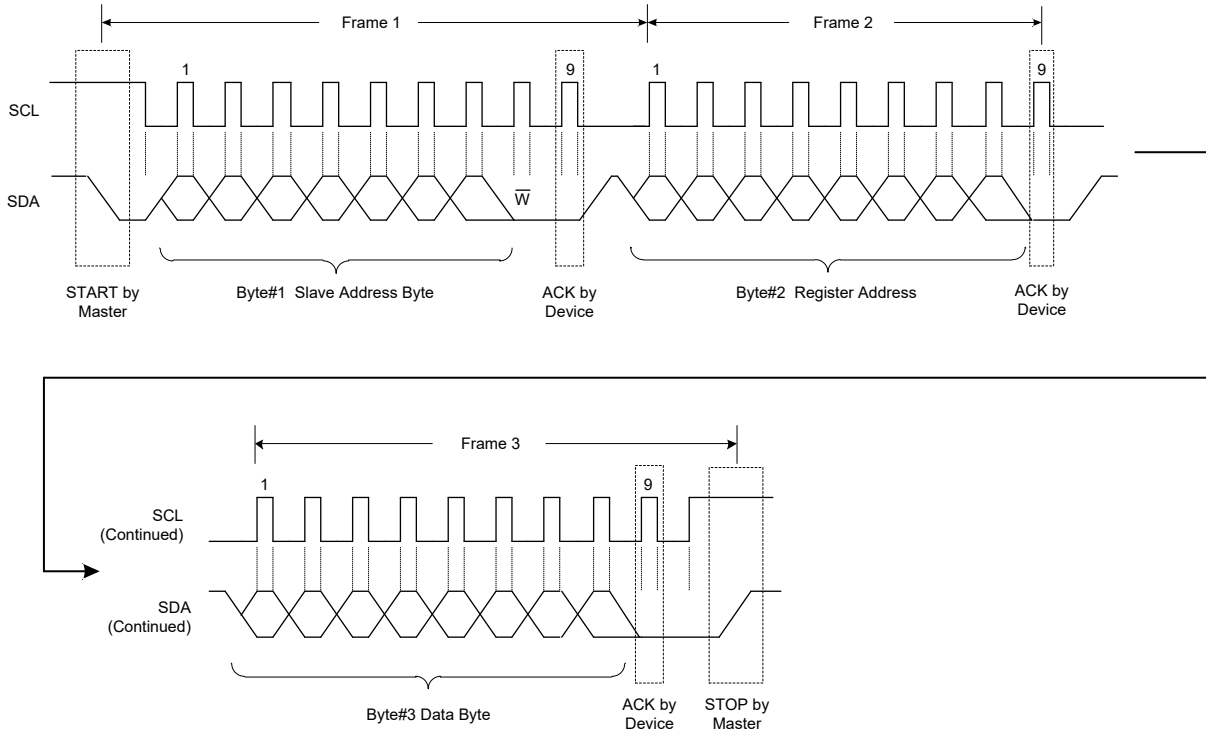 Frame 1
Frame 2
1
9
1
9
SCL
SDA
W̅
START by
Master
Byte#1 Slave Address Byte
ACK by
Device
Byte#2 Register Address
ACK by
Device
Frame 3
1
9
SCL
(Continued)
SDA
(Continued)
Byte#3 Data Byte
ACK by
Device
STOP by
Master